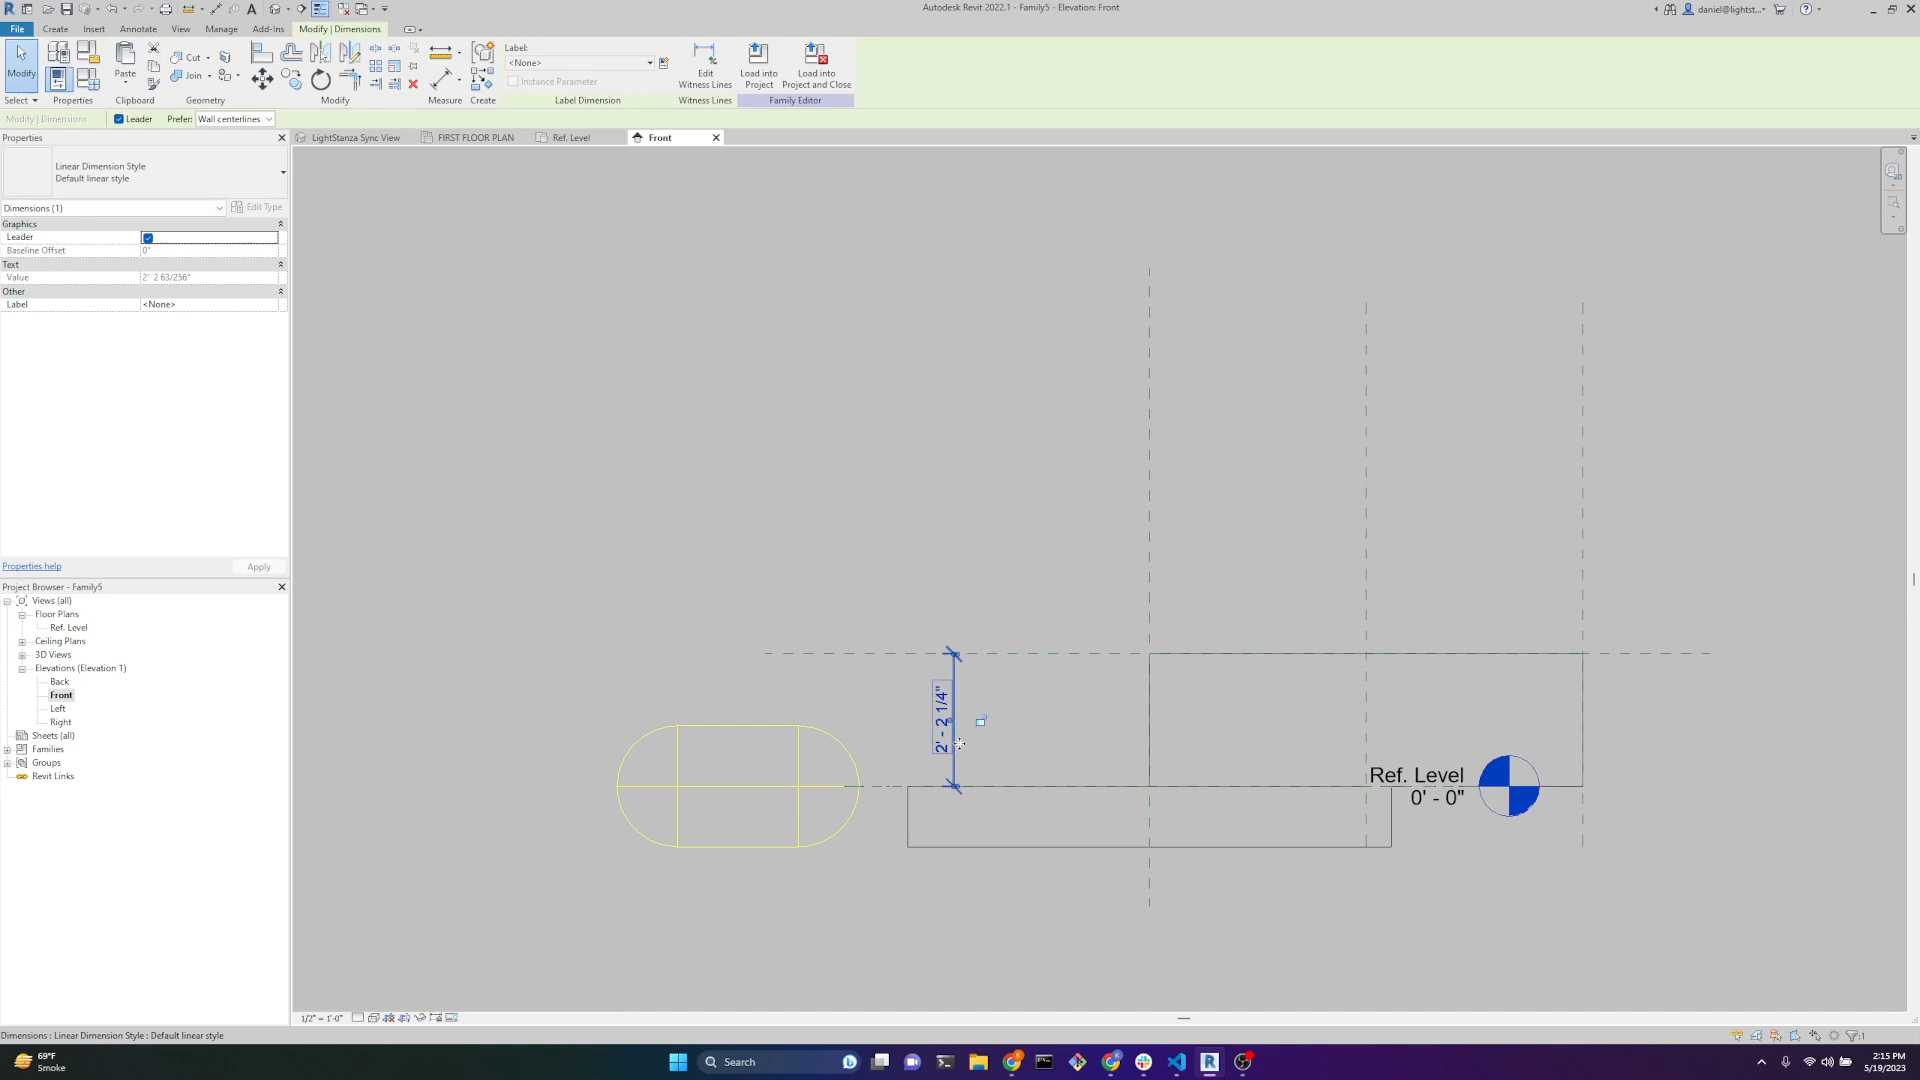 Autodesk Revit 2022.1 - Family5 - Elevation: Front
daniel@lightst...
File Create Insert Annotate View Manage Add-Ins Modify | Dimensions
Modify
Paste
Cut
Join
Label:
<None>
Instance Parameter
Edit
Witness Lines
Load into
Project
Load into
Project and Close
Select Properties Clipboard Geometry Modify Measure Create Label Dimension Witness Lines Family Editor
Modify | Dimensions Leader Prefer: Wall centerlines
Properties
LightStanza Sync View FIRST FLOOR PLAN Ref. Level Front
Linear Dimension Style
Default linear style
Dimensions (1) Edit Type
Graphics
Leader
Baseline Offset 0"
Text
Value 2' 2 63/256"
Other
Label <None>
Properties help Apply
Project Browser - Family5
Views (all)
Floor Plans
Ref. Level
Ceiling Plans
3D Views
Elevations (Elevation 1)
Back
Front
Left
Right
Sheets (all)
Families
Groups
Revit Links
2' - 2 1/4"
Ref. Level
0' - 0"
1/2" = 1'-0"
Dimensions : Linear Dimension Style : Default linear style
:1
69°F
Smoke
Search
2:15 PM
5/19/2023